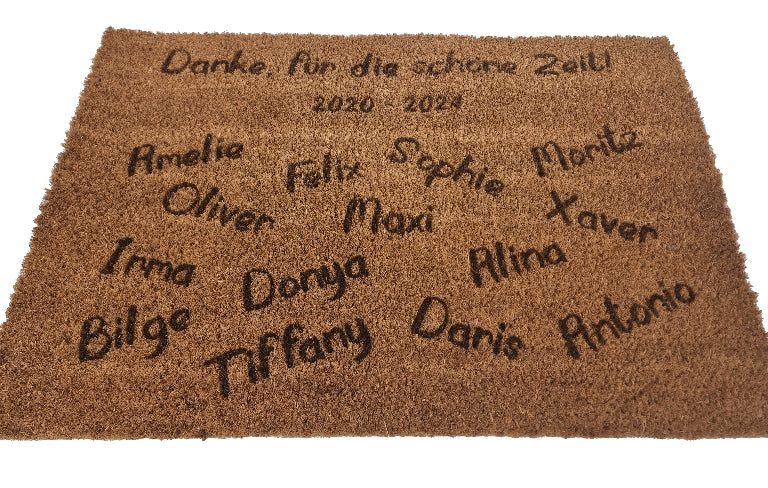 Danke, für die schöne Zeit!
2020 - 2024
Amelie Felix Sophie Moritz
Oliver Maxi Xaver
Irma Donya Alina
Bilge Tiffany Daris Antonio